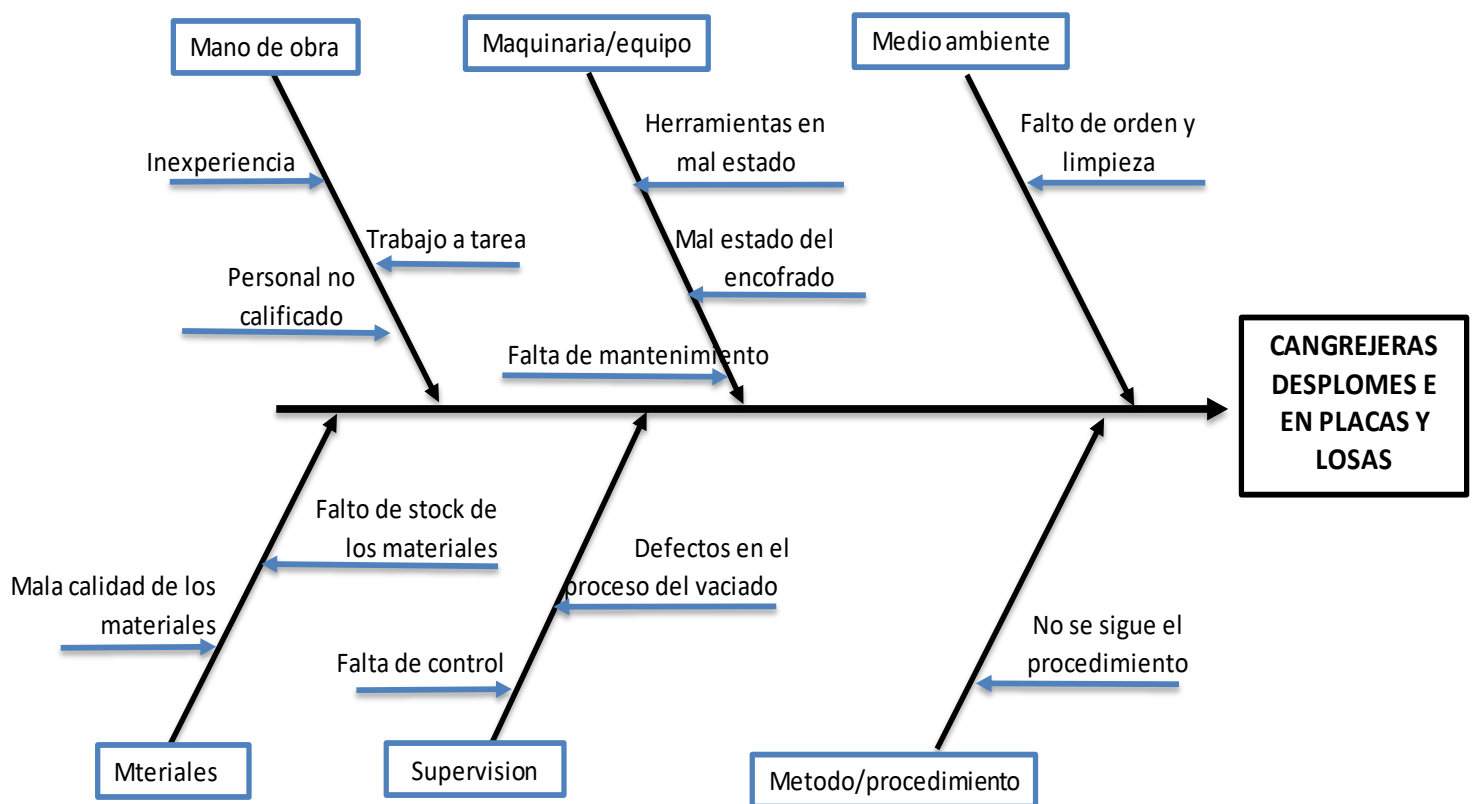 Mano de obra
Maquinaria/equipo
Medio ambiente
Inexperiencia
Trabajo a tarea
Personal no
calificado
Herramientas en
mal estado
Mal estado del
encofrado
Falta de mantenimiento
Falto de orden y
limpieza
CANGREJERAS
DESPLOMES E
EN PLACAS Y
LOSAS
Falto de stock de
los materiales
Mala calidad de los
materiales
Defectos en el
proceso del vaciado
Falta de control
No se sigue el
procedimiento
Mteriales
Supervision
Metodo/procedimiento